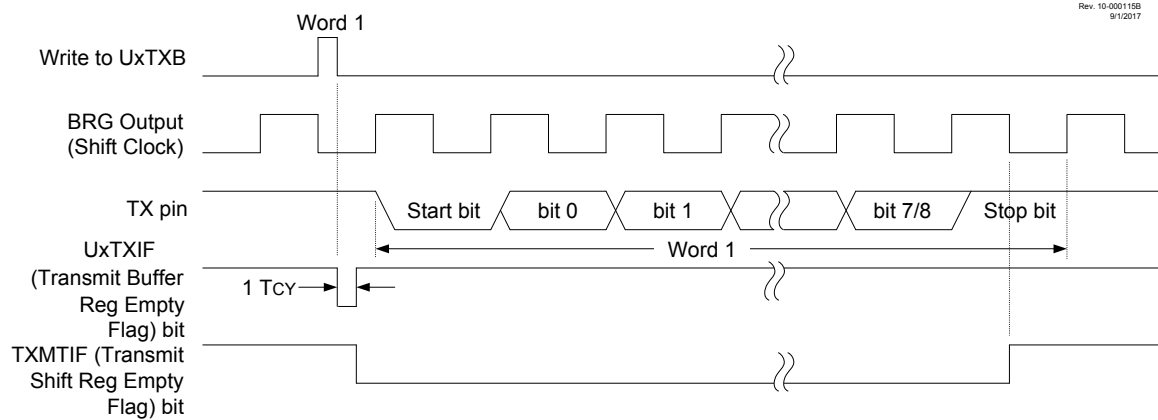 Rev. 10-000115B
9/1/2017
Word 1
Write to UxTXB
BRG Output
(Shift Clock)
TX pin
Start bit
bit 0
bit 1
bit 7/8
Stop bit
Word 1
UxTXIF
(Transmit Buffer
Reg Empty
Flag) bit
1 TCY
TXMTIF (Transmit
Shift Reg Empty
Flag) bit